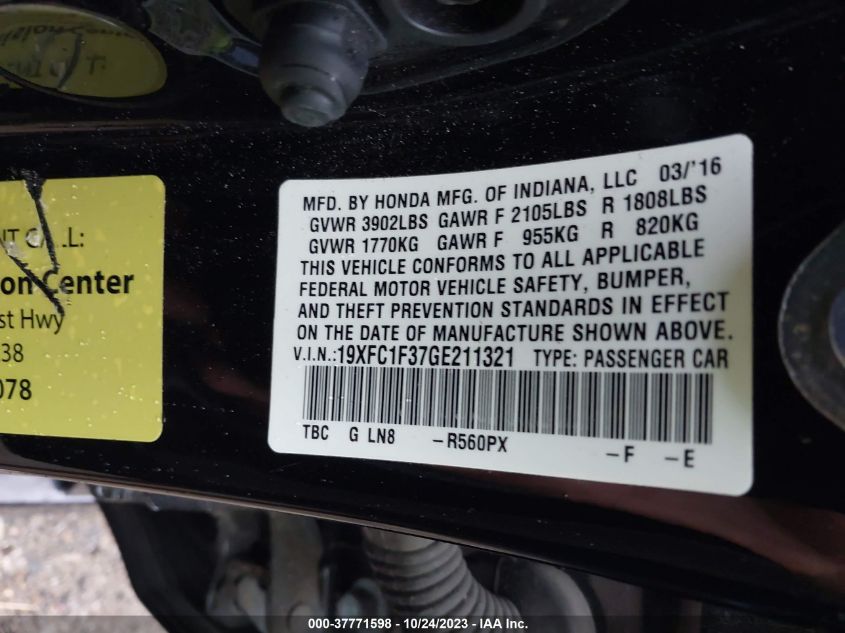 NT CALL:
on Center
st Hwy
38
078
MFD. BY HONDA MFG. OF INDIANA, LLC 03/'16
GVWR 3902LBS GAWR F 2105LBS R 1808LBS
GVWR 1770KG GAWR F 955KG R 820KG
THIS VEHICLE CONFORMS TO ALL APPLICABLE
FEDERAL MOTOR VEHICLE SAFETY, BUMPER,
AND THEFT PREVENTION STANDARDS IN EFFECT
ON THE DATE OF MANUFACTURE SHOWN ABOVE.
V.I.N.:19XFC1F37GE211321 TYPE: PASSENGER CAR
TBC G LN8 -R560PX -F -E
000-37771598 - 10/24/2023 - IAA Inc.